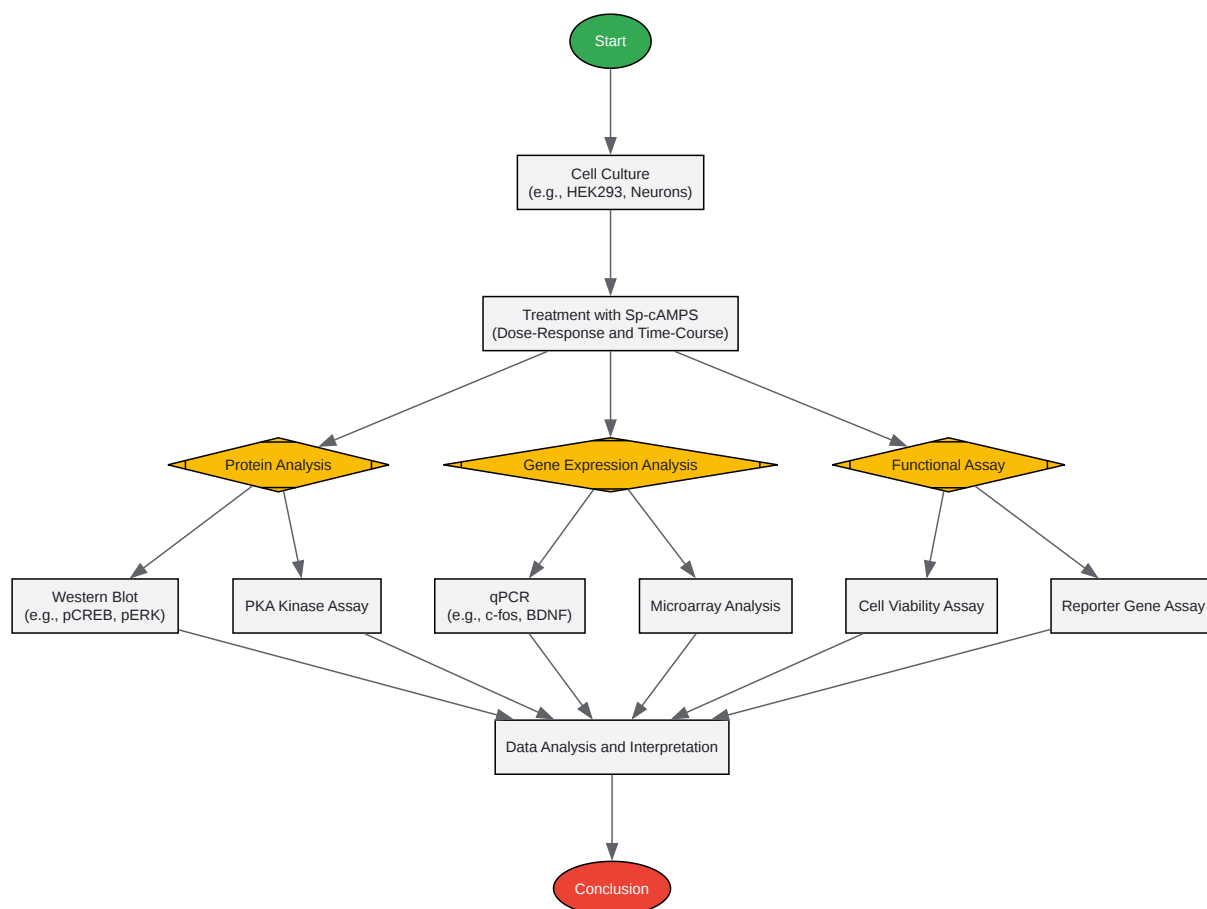 Start
Cell Culture
(e.g., HEK293, Neurons)
Treatment with Sp-cAMPS
(Dose-Response and Time-Course)
Protein Analysis
Gene Expression Analysis
Functional Assay
Western Blot
(e.g., pCREB, pERK)
PKA Kinase Assay
qPCR
(e.g., c-fos, BDNF)
Microarray Analysis
Cell Viability Assay
Reporter Gene Assay
Data Analysis and Interpretation
Conclusion